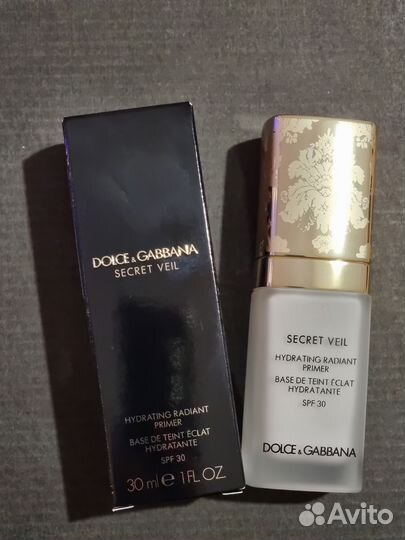 DOLCE & GABBANA
SECRET VEIL
HYDRATING RADIANT
PRIMER
BASE DE TEINT ÉCLAT
HYDRATANTE
SPF 30
30 ml e 1 FL OZ
SECRET VEIL
HYDRATING RADIANT
PRIMER
BASE DE TEINT ÉCLAT
HYDRATANTE
SPF 30
DOLCE & GABBANA
Avito